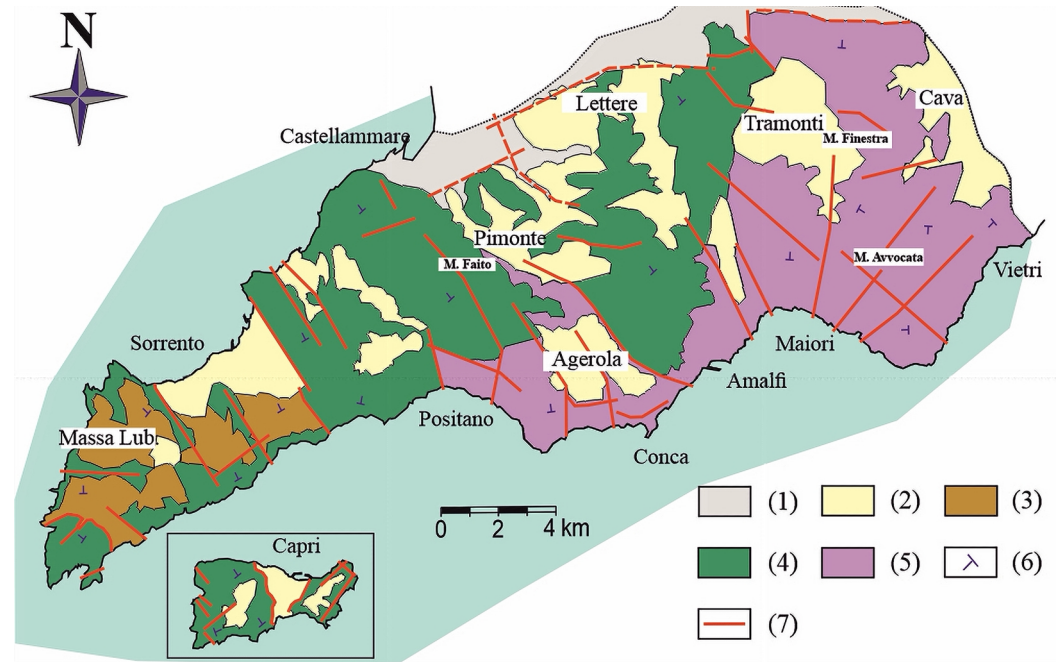 N
Castellammare
Lettere
Tramonti
Cava
M. Finestra
Pimonte
M. Faito
M. Avvocata
Vietri
Sorrento
Agerola
Maiori
Amalfi
Massa Lub.
Positano
Conca
0 2 4 km
Capri
(1) (2) (3)
(4) (5) (6)
(7)